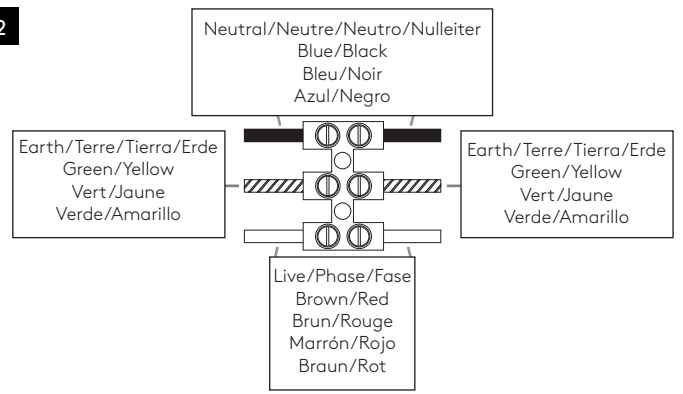 2
Neutral/Neutre/Neutro/Nulleiter
Blue/Black
Bleu/Noir
Azul/Negro
Earth/Terre/Tierra/Erde
Green/Yellow
Vert/Jaune
Verde/Amarillo
Earth/Terre/Tierra/Erde
Green/Yellow
Vert/Jaune
Verde/Amarillo
Live/Phase/Fase
Brown/Red
Brun/Rouge
Marrón/Rojo
Braun/Rot